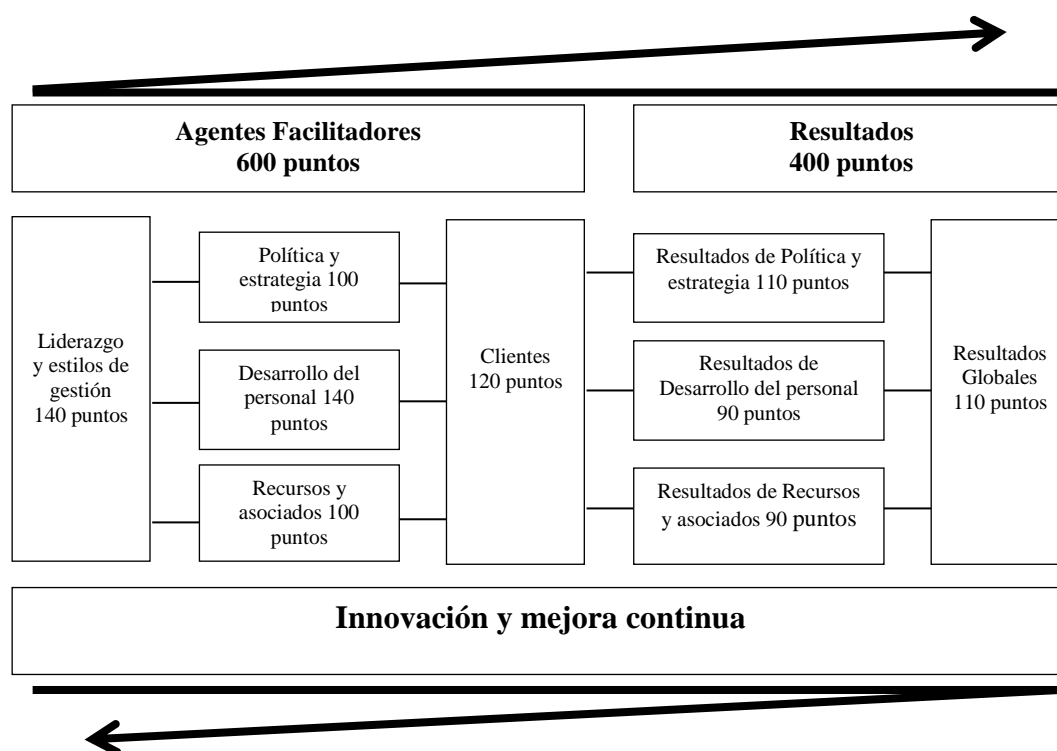 Agentes Facilitadores
600 puntos
Resultados
400 puntos
Liderazgo
y estilos de
gestión
140 puntos
Política y
estrategia 100
puntos
Desarrollo del
personal 140
puntos
Recursos y
asociados 100
puntos
Clientes
120 puntos
Resultados de Política y
estrategia 110 puntos
Resultados de
Desarrollo del personal
90 puntos
Resultados de Recursos
y asociados 90 puntos
Resultados
Globales
110 puntos
Innovación y mejora continua